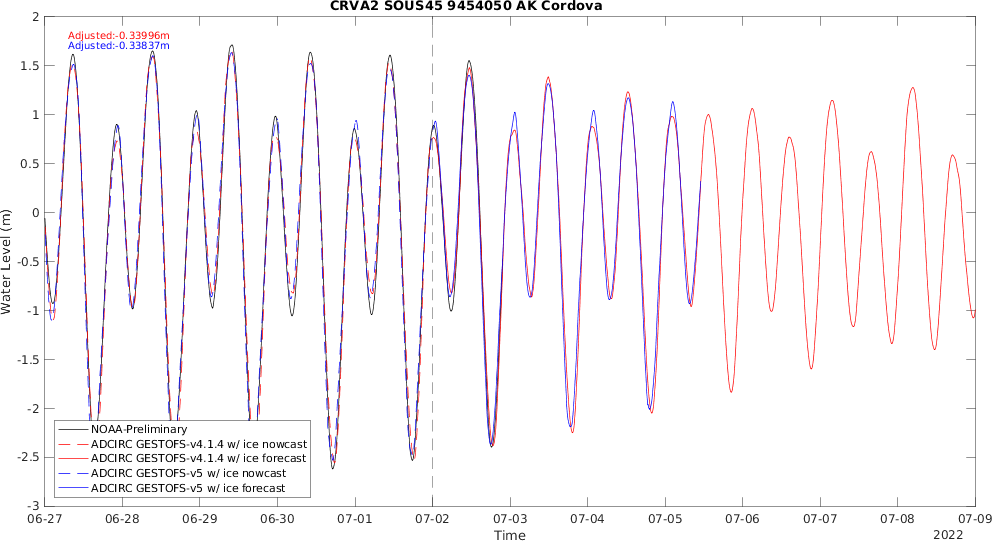 CRVA2 SOUS45 9454050 AK Cordova
Adjusted:-0.33996m
Adjusted:-0.33837m
2
1.5
1
0.5
0
-0.5
-1
-1.5
-2
-2.5
-3
Water Level (m)
NOAA-Preliminary
ADCIRC GESTOFS-v4.1.4 w/ ice nowcast
ADCIRC GESTOFS-v4.1.4 w/ ice forecast
ADCIRC GESTOFS-v5 w/ ice nowcast
ADCIRC GESTOFS-v5 w/ ice forecast
06-27 06-28 06-29 06-30 07-01 07-02 07-03 07-04 07-05 07-06 07-07 07-08 07-09
Time
2022